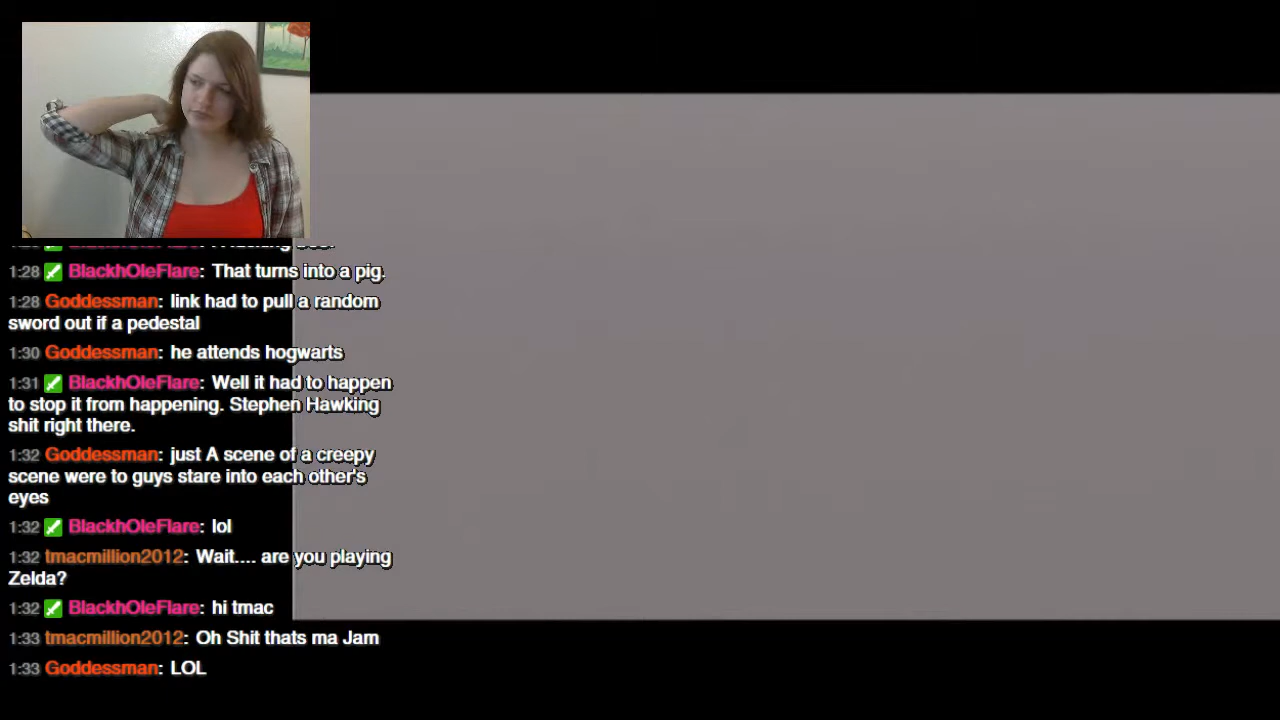 1:28 BlackhOleFlare: That turns into a pig.
1:28 Goddessman: link had to pull a random
sword out if a pedestal
1:30 Goddessman: he attends hogwarts
1:31 BlackhOleFlare: Well it had to happen
to stop it from happening. Stephen Hawking
shit right there.
1:32 Goddessman: just A scene of a creepy
scene were to guys stare into each other's
eyes
1:32 BlackhOleFlare: lol
1:32 tmacmillion2012: Wait.... are you playing
Zelda?
1:32 BlackhOleFlare: hi tmac
1:33 tmacmillion2012: Oh Shit thats ma Jam
1:33 Goddessman: LOL